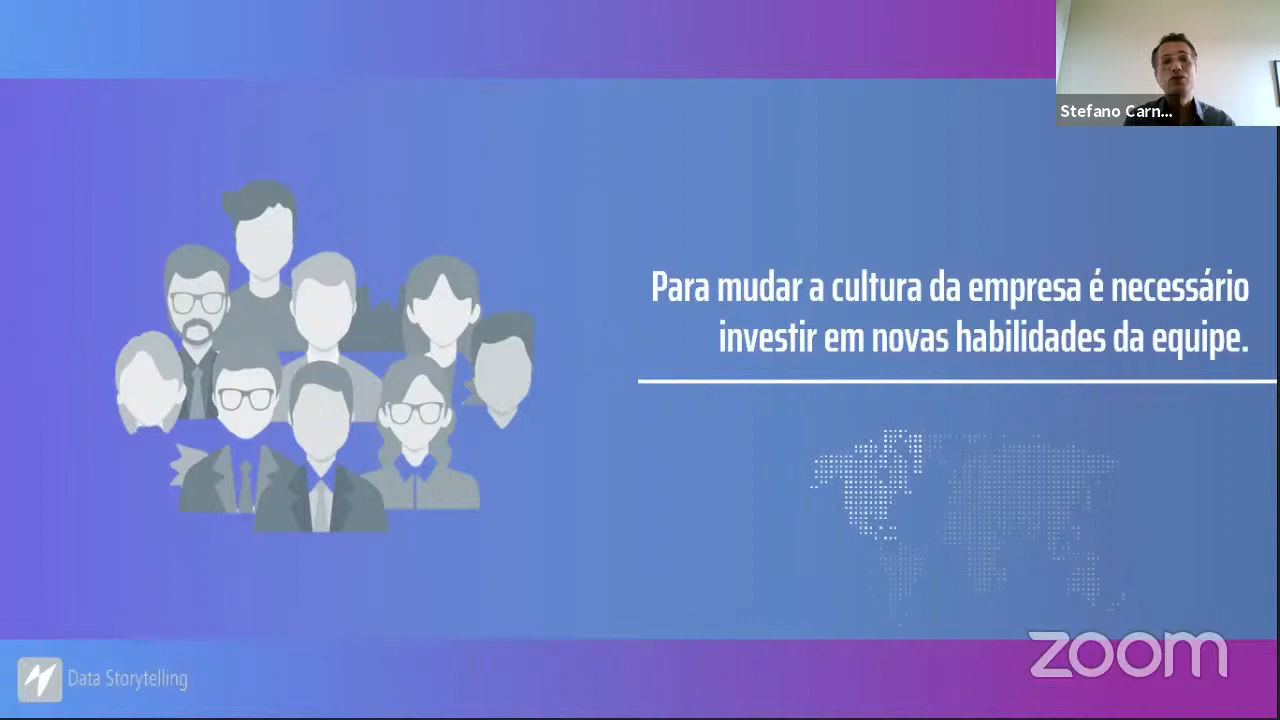 Stefano Carn...
Para mudar a cultura da empresa é necessário
investir em novas habilidades da equipe.
Data Storytelling
zoom